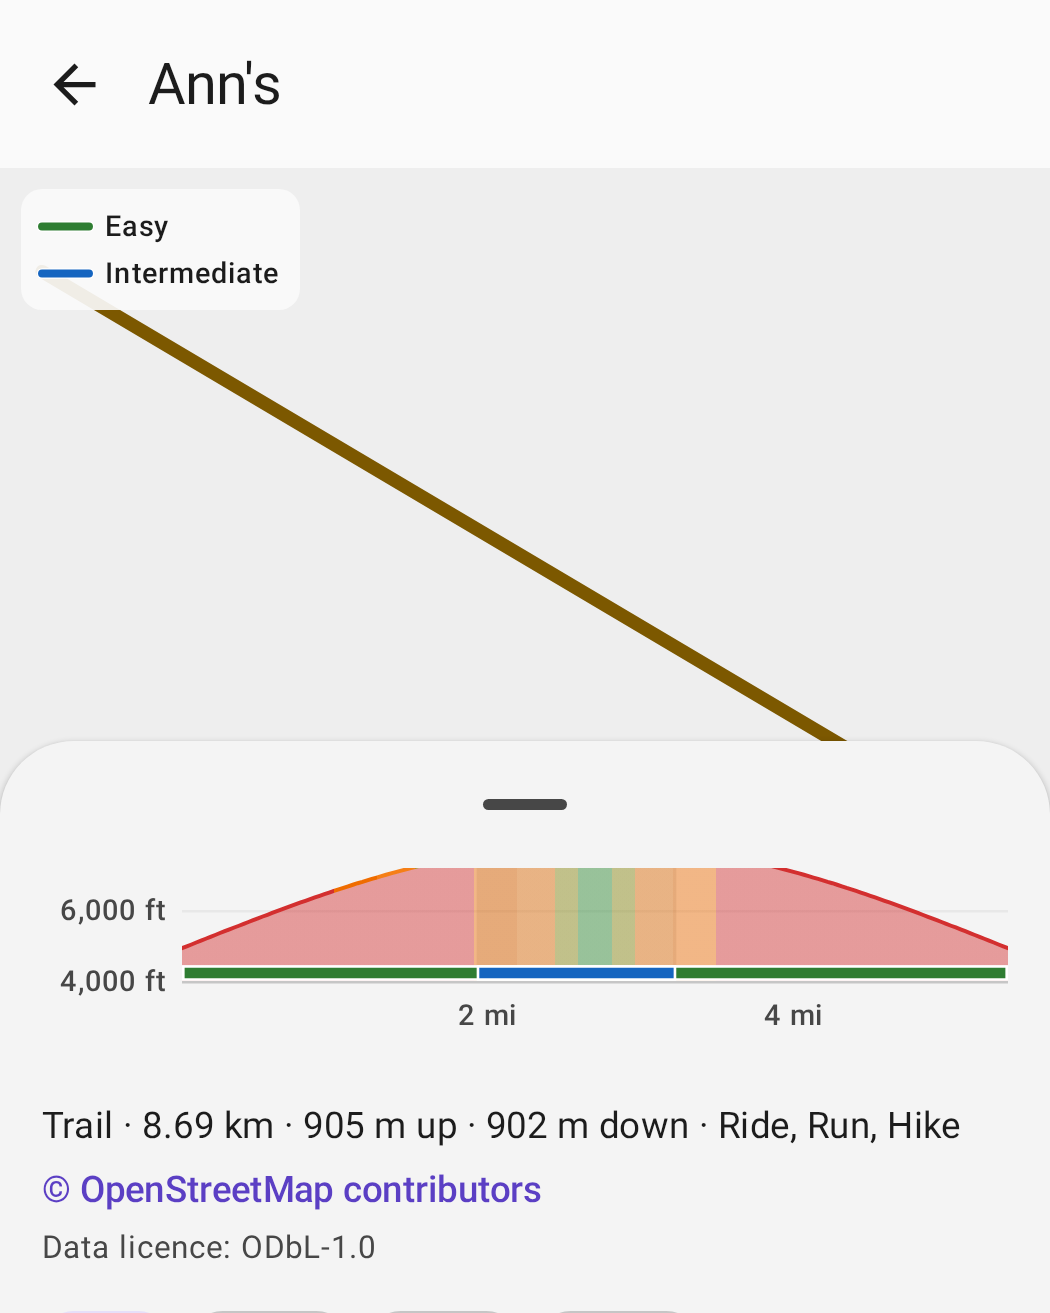 Ann's
Easy
Intermediate
6,000 ft
4,000 ft
2 mi
4 mi
Trail · 8.69 km · 905 m up · 902 m down · Ride, Run, Hike
© OpenStreetMap contributors
Data licence: ODbL-1.0